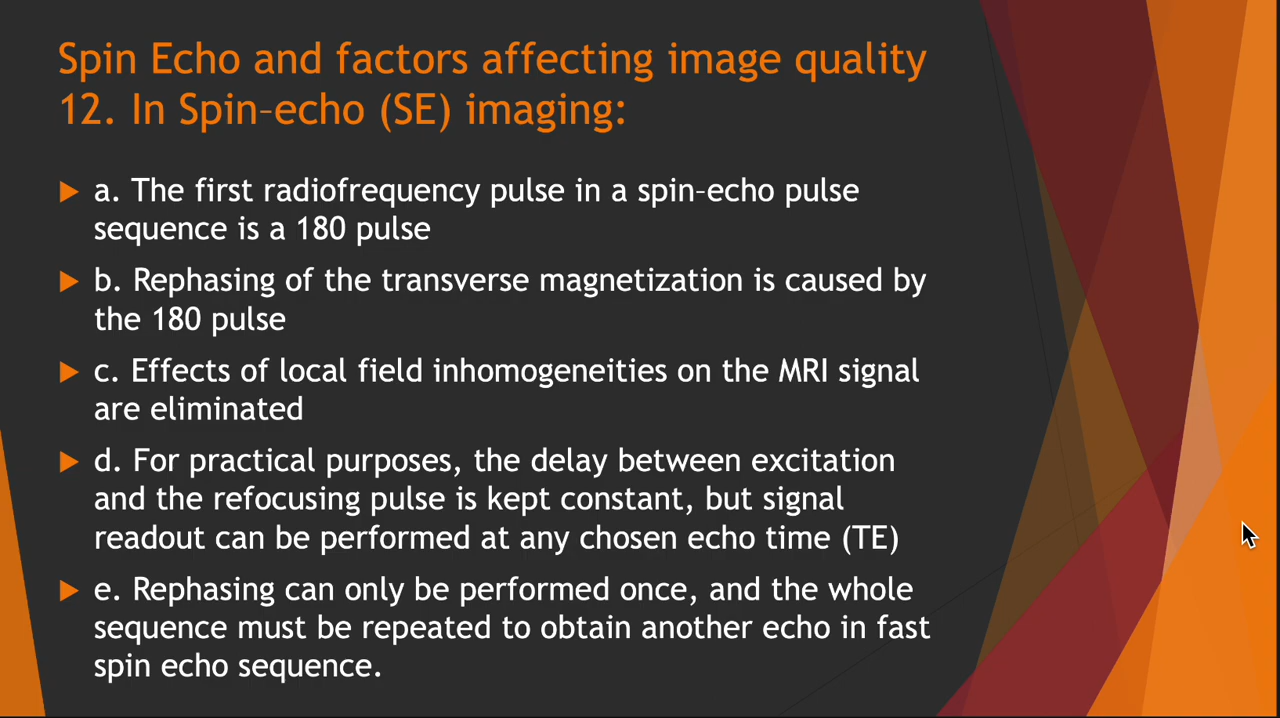 Spin Echo and factors affecting image quality
12. In Spin-echo (SE) imaging:
a. The first radiofrequency pulse in a spin-echo pulse
sequence is a 180 pulse
b. Rephasing of the transverse magnetization is caused by
the 180 pulse
c. Effects of local field inhomogeneities on the MRI signal
are eliminated
d. For practical purposes, the delay between excitation
and the refocusing pulse is kept constant, but signal
readout can be performed at any chosen echo time (TE)
e. Rephasing can only be performed once, and the whole
sequence must be repeated to obtain another echo in fast
spin echo sequence.